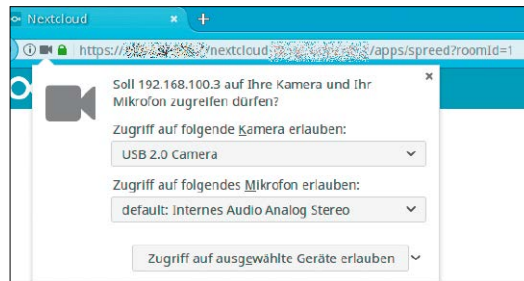 Nextcloud × +
https:// /nextcloud /apps/spreed?roomId=1
Soll 192.168.100.3 auf Ihre Kamera und Ihr
Mikrofon zugreifen dürfen?
×
Zugriff auf folgende Kamera erlauben:
USB 2.0 Camera
Zugriff auf folgendes Mikrofon erlauben:
default: Internes Audio Analog Stereo
Zugriff auf ausgewählte Geräte erlauben